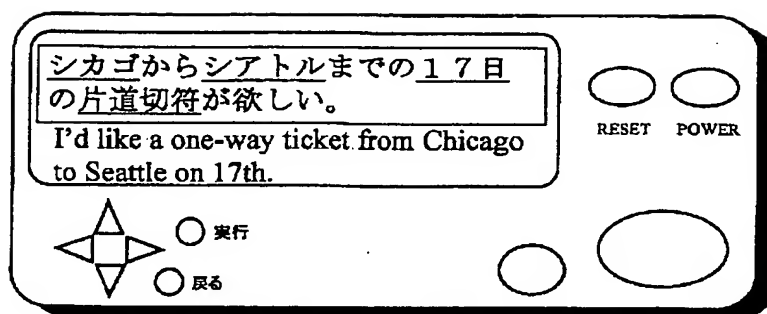 シカゴからシアトルまでの１７日
の片道切符が欲しい。
I'd like a one-way ticket from Chicago
to Seattle on 17th.
RESET POWER
実行
戻る